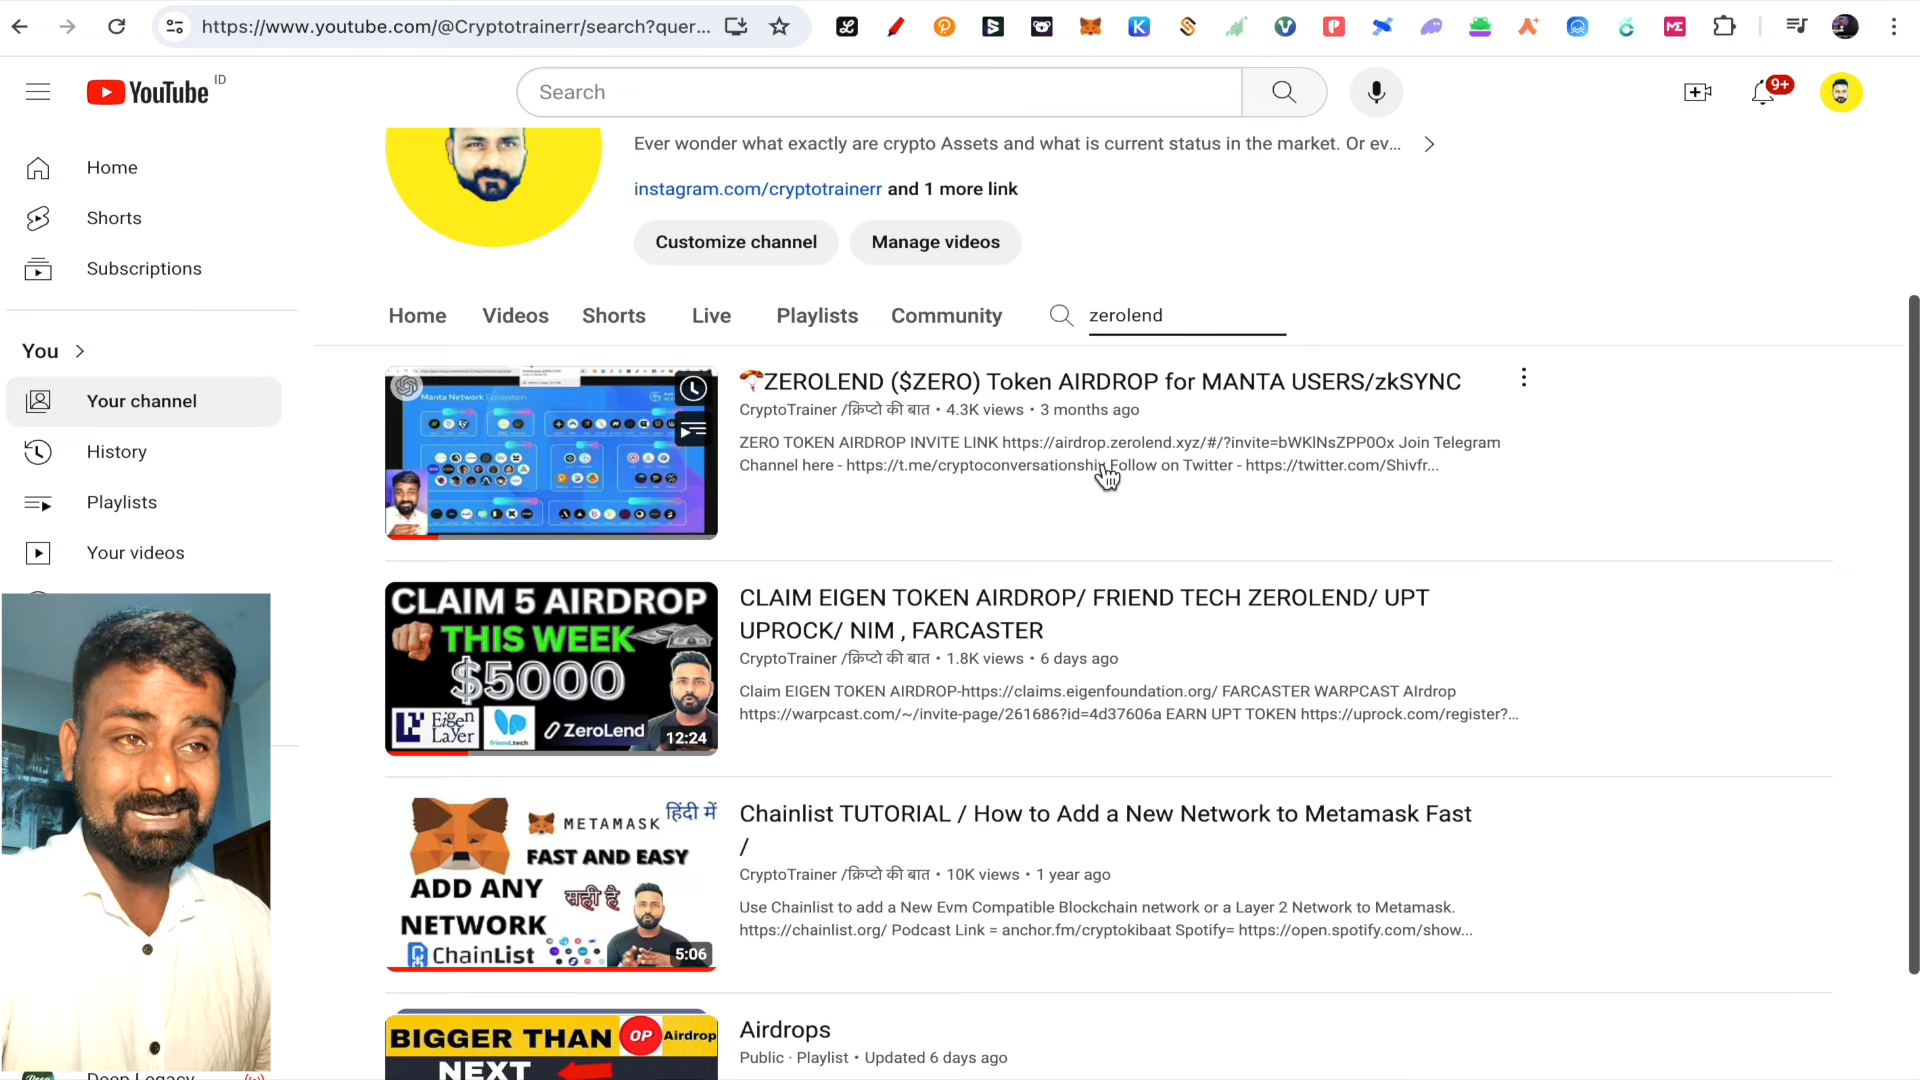 https://www.youtube.com/@Cryptotrainerr/search?quer...
YouTube ID
Search
9+
Home
Shorts
Subscriptions
You
Your channel
History
Playlists
Your videos
Ever wonder what exactly are crypto Assets and what is current status in the market. Or ev...
instagram.com/cryptotrainerr and 1 more link
Customize channel
Manage videos
Home Videos Shorts Live Playlists Community zerolend
Manta Network Ecosystem
ZEROLEND ($ZERO) Token AIRDROP for MANTA USERS/zkSYNC
CryptoTrainer /क्रिप्टो की बात • 4.3K views • 3 months ago
ZERO TOKEN AIRDROP INVITE LINK https://airdrop.zerolend.xyz/#/?invite=bWKlNsZPP0Ox Join Telegram
Channel here - https://t.me/cryptoconversationship Follow on Twitter - https://twitter.com/Shivfr...
CLAIM 5 AIRDROP
THIS WEEK
$5000
Eigen Layer
friend.tech
ZeroLend
12:24
CLAIM EIGEN TOKEN AIRDROP/ FRIEND TECH ZEROLEND/ UPT
UPROCK/ NIM , FARCASTER
CryptoTrainer /क्रिप्टो की बात • 1.8K views • 6 days ago
Claim EIGEN TOKEN AIRDROP-https://claims.eigenfoundation.org/ FARCASTER WARPCAST AIrdrop
https://warpcast.com/~/invite-page/261686?id=4d37606a EARN UPT TOKEN https://uprock.com/register?...
METAMASK हिंदी में
FAST AND EASY
ADD ANY
सही है
NETWORK
ChainList
5:06
Chainlist TUTORIAL / How to Add a New Network to Metamask Fast
/
CryptoTrainer /क्रिप्टो की बात • 10K views • 1 year ago
Use Chainlist to add a New Evm Compatible Blockchain network or a Layer 2 Network to Metamask.
https://chainlist.org/ Podcast Link = anchor.fm/cryptokibaat Spotify= https://open.spotify.com/show...
BIGGER THAN OP Airdrop
NEXT
Airdrops
Public · Playlist • Updated 6 days ago
Deep Legacy